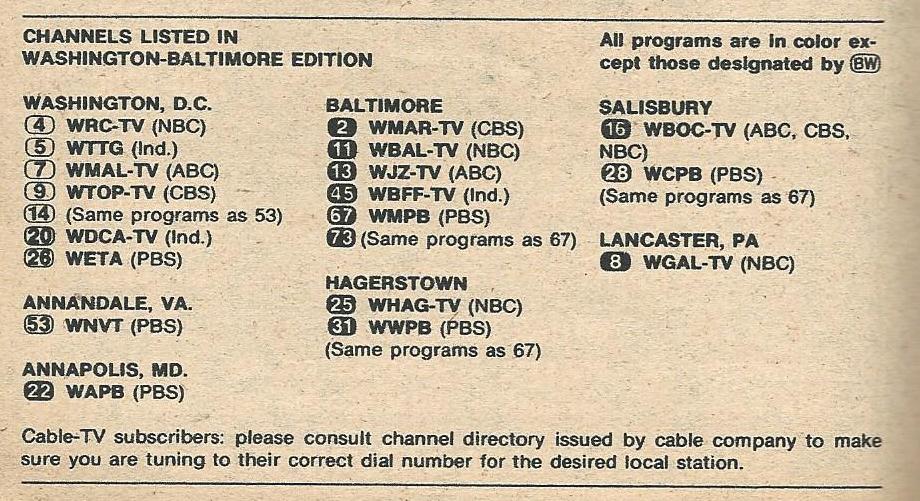 CHANNELS LISTED IN
WASHINGTON-BALTIMORE EDITION
All programs are in color ex-
cept those designated by BW
WASHINGTON, D.C.
4 WRC-TV (NBC)
5 WTTG (Ind.)
7 WMAL-TV (ABC)
9 WTOP-TV (CBS)
14 (Same programs as 53)
20 WDCA-TV (Ind.)
26 WETA (PBS)
ANNANDALE, VA.
53 WNVT (PBS)
ANNAPOLIS, MD.
22 WAPB (PBS)
BALTIMORE
2 WMAR-TV (CBS)
11 WBAL-TV (NBC)
13 WJZ-TV (ABC)
45 WBFF-TV (Ind.)
67 WMPB (PBS)
73 (Same programs as 67)
HAGERSTOWN
25 WHAG-TV (NBC)
31 WWPB (PBS)
(Same programs as 67)
SALISBURY
16 WBOC-TV (ABC, CBS,
NBC)
28 WCPB (PBS)
(Same programs as 67)
LANCASTER, PA
8 WGAL-TV (NBC)
Cable-TV subscribers: please consult channel directory issued by cable company to make
sure you are tuning to their correct dial number for the desired local station.